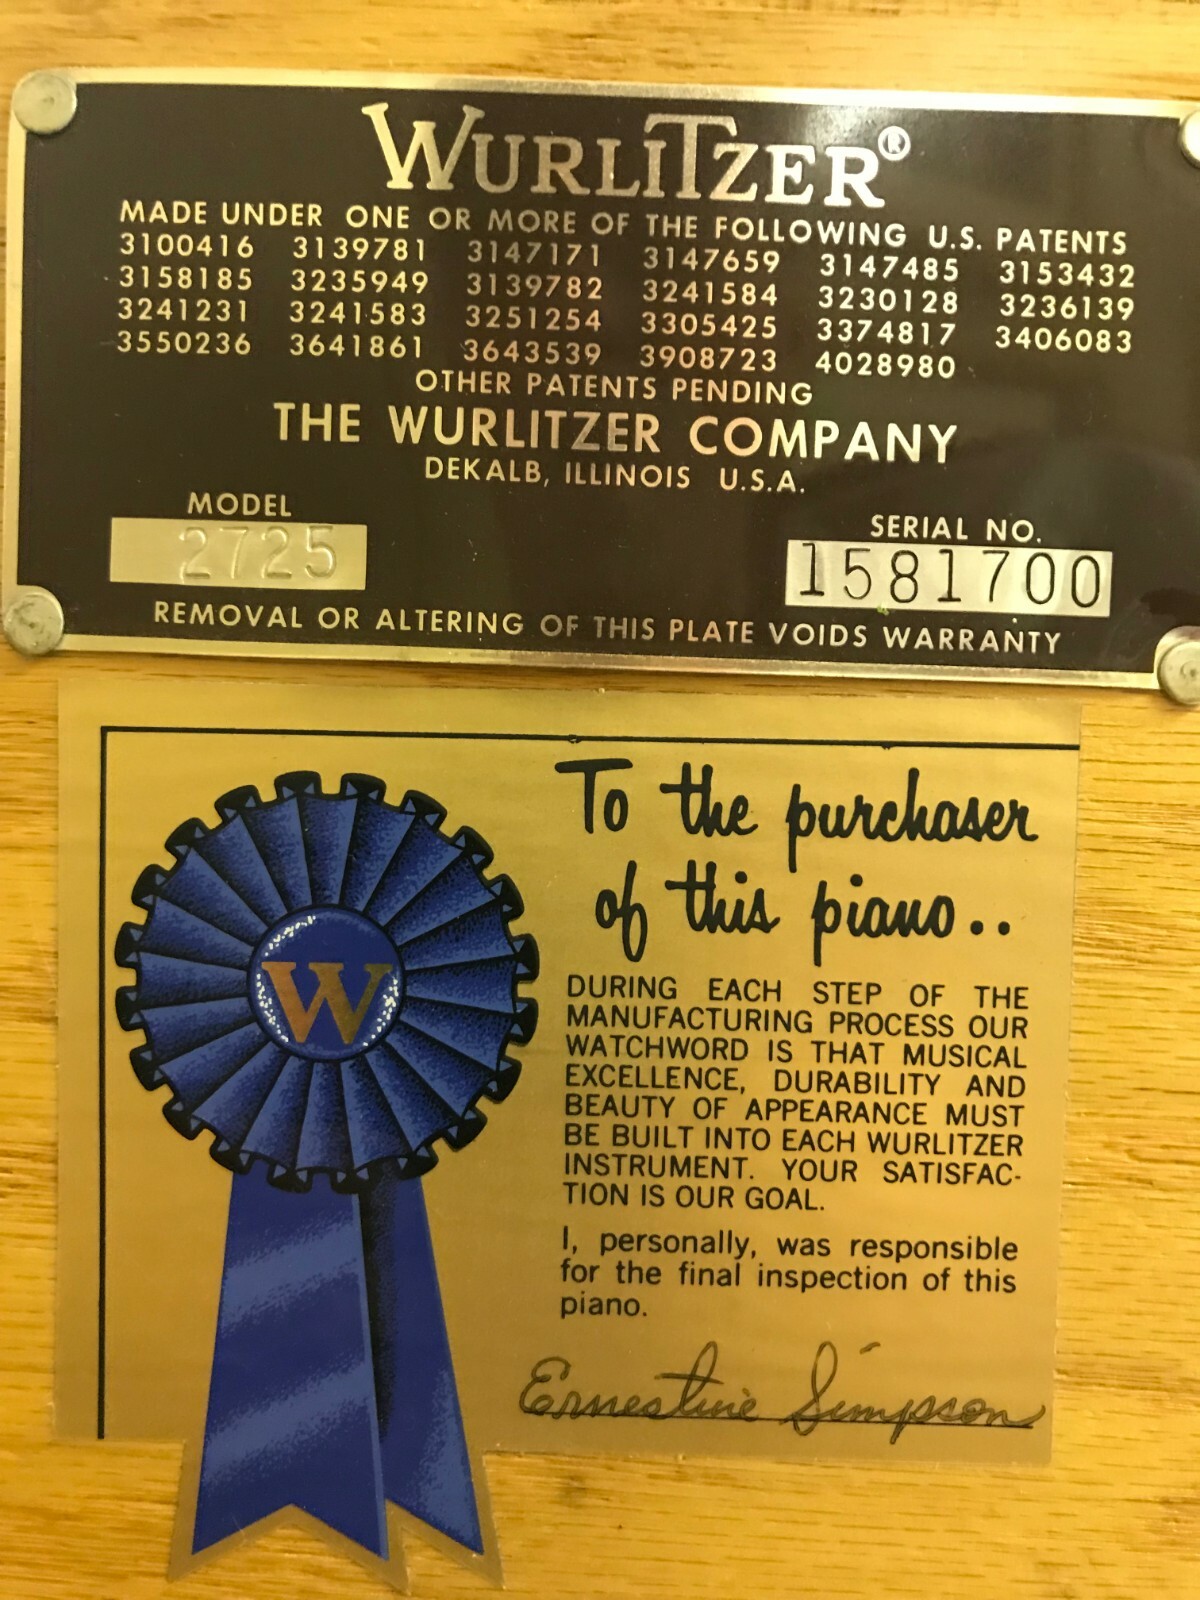 WURLITZER®
MADE UNDER ONE OR MORE OF THE FOLLOWING U.S. PATENTS
3100416 3139781 3147171 3147659 3147485 3153432
3158185 3235949 3139782 3241584 3230128 3236139
3241231 3241583 3251254 3305425 3374817 3406083
3550236 3641861 3643539 3908723 4028980
OTHER PATENTS PENDING
THE WURLITZER COMPANY
DEKALB, ILLINOIS U.S.A.
MODEL SERIAL NO.
2725 1581700
REMOVAL OR ALTERING OF THIS PLATE VOIDS WARRANTY
To the purchaser
of this piano..
W
DURING EACH STEP OF THE
MANUFACTURING PROCESS OUR
WATCHWORD IS THAT MUSICAL
EXCELLENCE, DURABILITY AND
BEAUTY OF APPEARANCE MUST
BE BUILT INTO EACH WURLITZER
INSTRUMENT. YOUR SATISFAC-
TION IS OUR GOAL.
I, personally, was responsible
for the final inspection of this
piano.
Ernestine Simpson